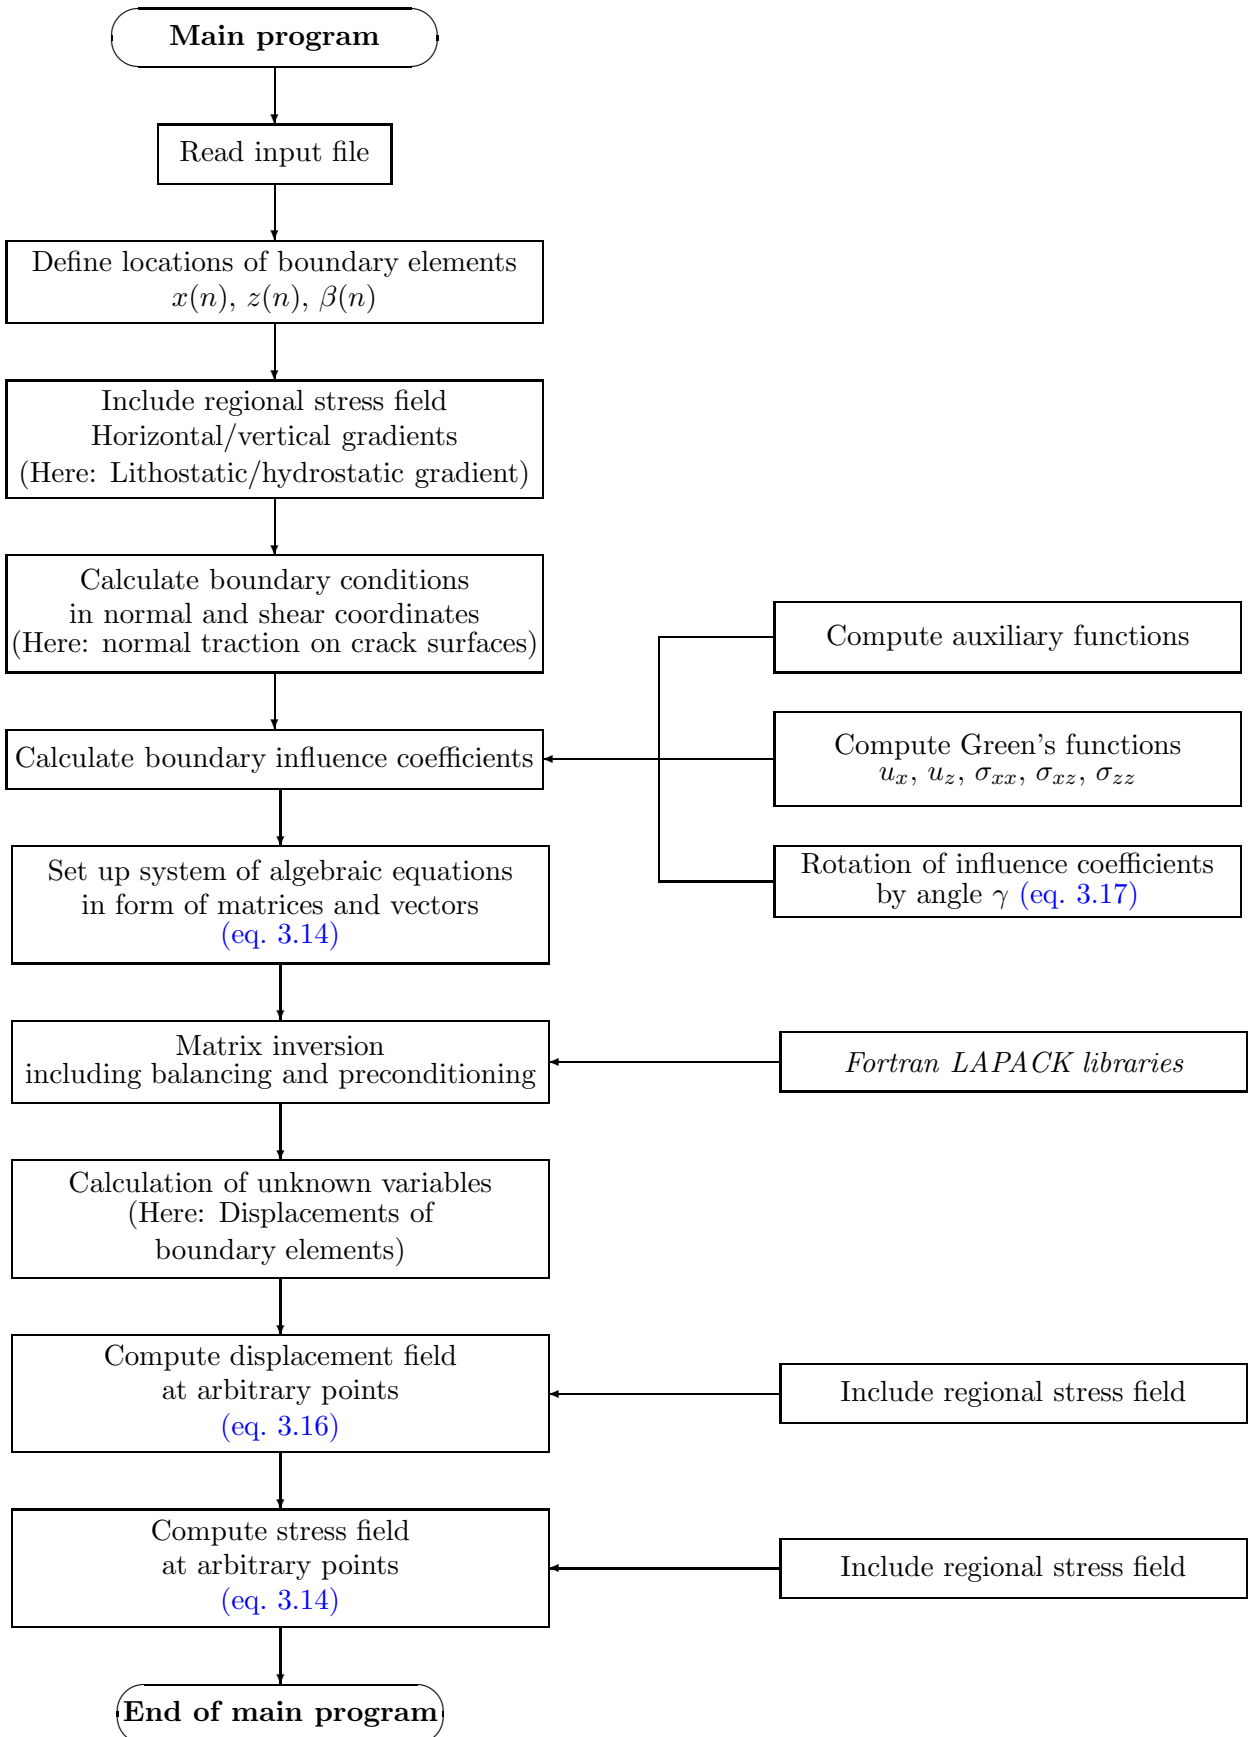 Main program
Read input file
Define locations of boundary elements
x(n), z(n), β(n)
Include regional stress field
Horizontal/vertical gradients
(Here: Lithostatic/hydrostatic gradient)
Calculate boundary conditions
in normal and shear coordinates
(Here: normal traction on crack surfaces)
Compute auxiliary functions
Calculate boundary influence coefficients
Compute Green's functions
u_x, u_z, σ_xx, σ_xz, σ_zz
Rotation of influence coefficients
by angle γ (eq. 3.17)
Set up system of algebraic equations
in form of matrices and vectors
(eq. 3.14)
Matrix inversion
including balancing and preconditioning
Fortran LAPACK libraries
Calculation of unknown variables
(Here: Displacements of
boundary elements)
Compute displacement field
at arbitrary points
(eq. 3.16)
Include regional stress field
Compute stress field
at arbitrary points
(eq. 3.14)
Include regional stress field
End of main program